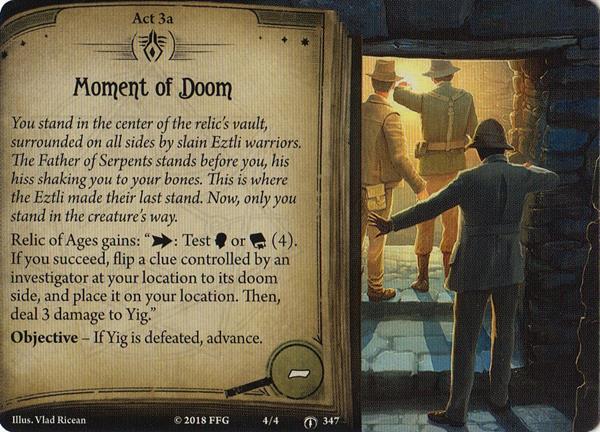 Act 3a
Moment of Doom
You stand in the center of the relic's vault,
surrounded on all sides by slain Eztli warriors.
The Father of Serpents stands before you, his
hiss shaking you to your bones. This is where
the Eztli made their last stand. Now, only you
stand in the creature's way.
Relic of Ages gains: “ : Test or (4).
If you succeed, flip a clue controlled by an
investigator at your location to its doom
side, and place it on your location. Then,
deal 3 damage to Yig.”
Objective – If Yig is defeated, advance.
–
Illus. Vlad Ricean © 2018 FFG 4/4 347